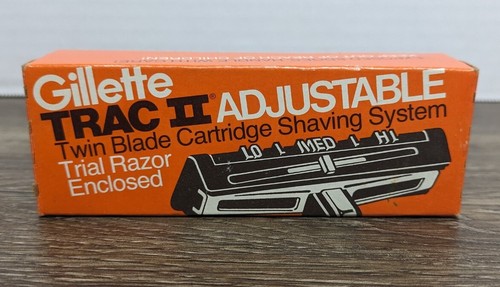 Gillette
TRAC II® ADJUSTABLE
Twin Blade Cartridge Shaving System
Trial Razor
Enclosed
LO L MED L HI